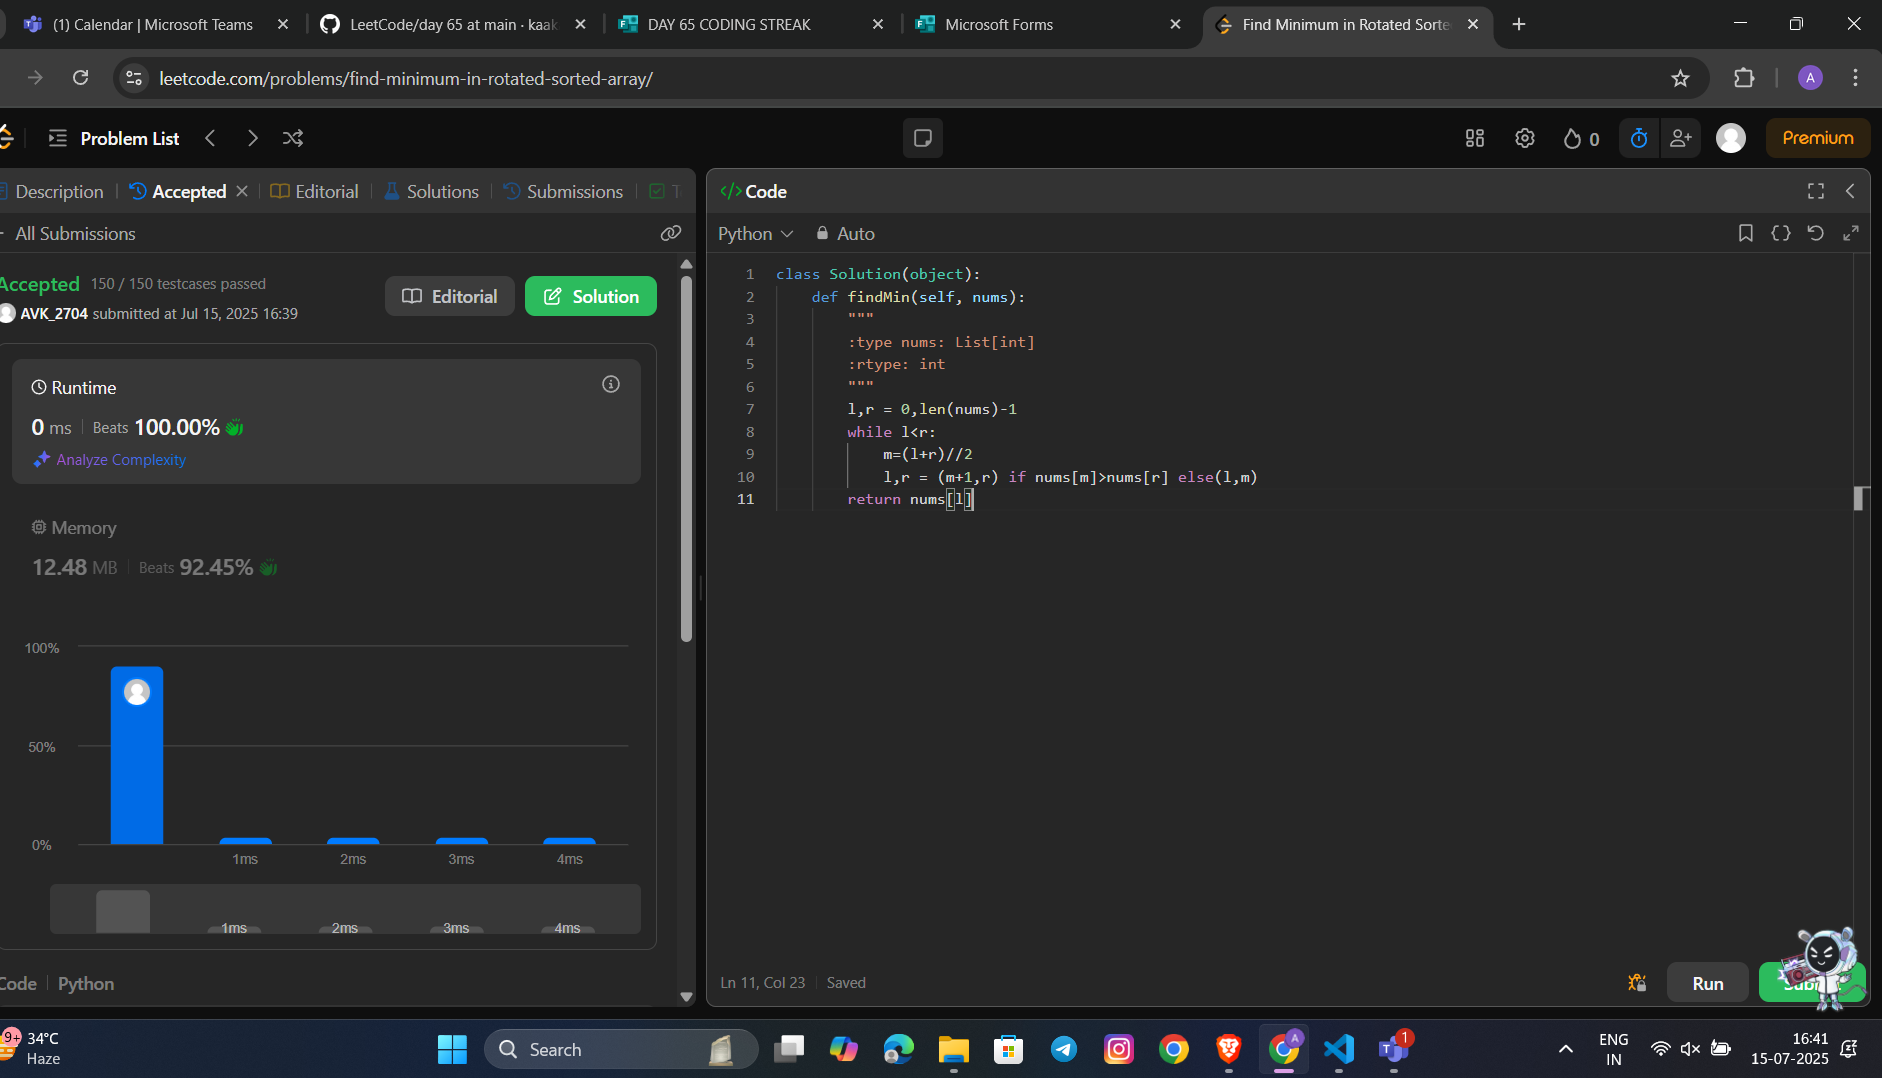 (1) Calendar | Microsoft Teams
LeetCode/day 65 at main · kaak
DAY 65 CODING STREAK
Microsoft Forms
Find Minimum in Rotated Sorte
leetcode.com/problems/find-minimum-in-rotated-sorted-array/
A
Problem List
0
Premium
Description
Accepted
Editorial
Solutions
Submissions
T
All Submissions
Accepted 150 / 150 testcases passed
AVK_2704 submitted at Jul 15, 2025 16:39
Editorial
Solution
Runtime
0 ms Beats 100.00%
Analyze Complexity
Memory
12.48 MB Beats 92.45%
100%
50%
0%
1ms 2ms 3ms 4ms
1ms 2ms 3ms 4ms
Code Python
</> Code
Python Auto
1 class Solution(object):
2 def findMin(self, nums):
3 """
4 :type nums: List[int]
5 :rtype: int
6 """
7 l,r = 0,len(nums)-1
8 while l<r:
9 m=(l+r)//2
10 l,r = (m+1,r) if nums[m]>nums[r] else(l,m)
11 return nums[l]
Ln 11, Col 23 Saved
Run
9+
34°C
Haze
Search
A
1
ENG
IN
16:41
15-07-2025